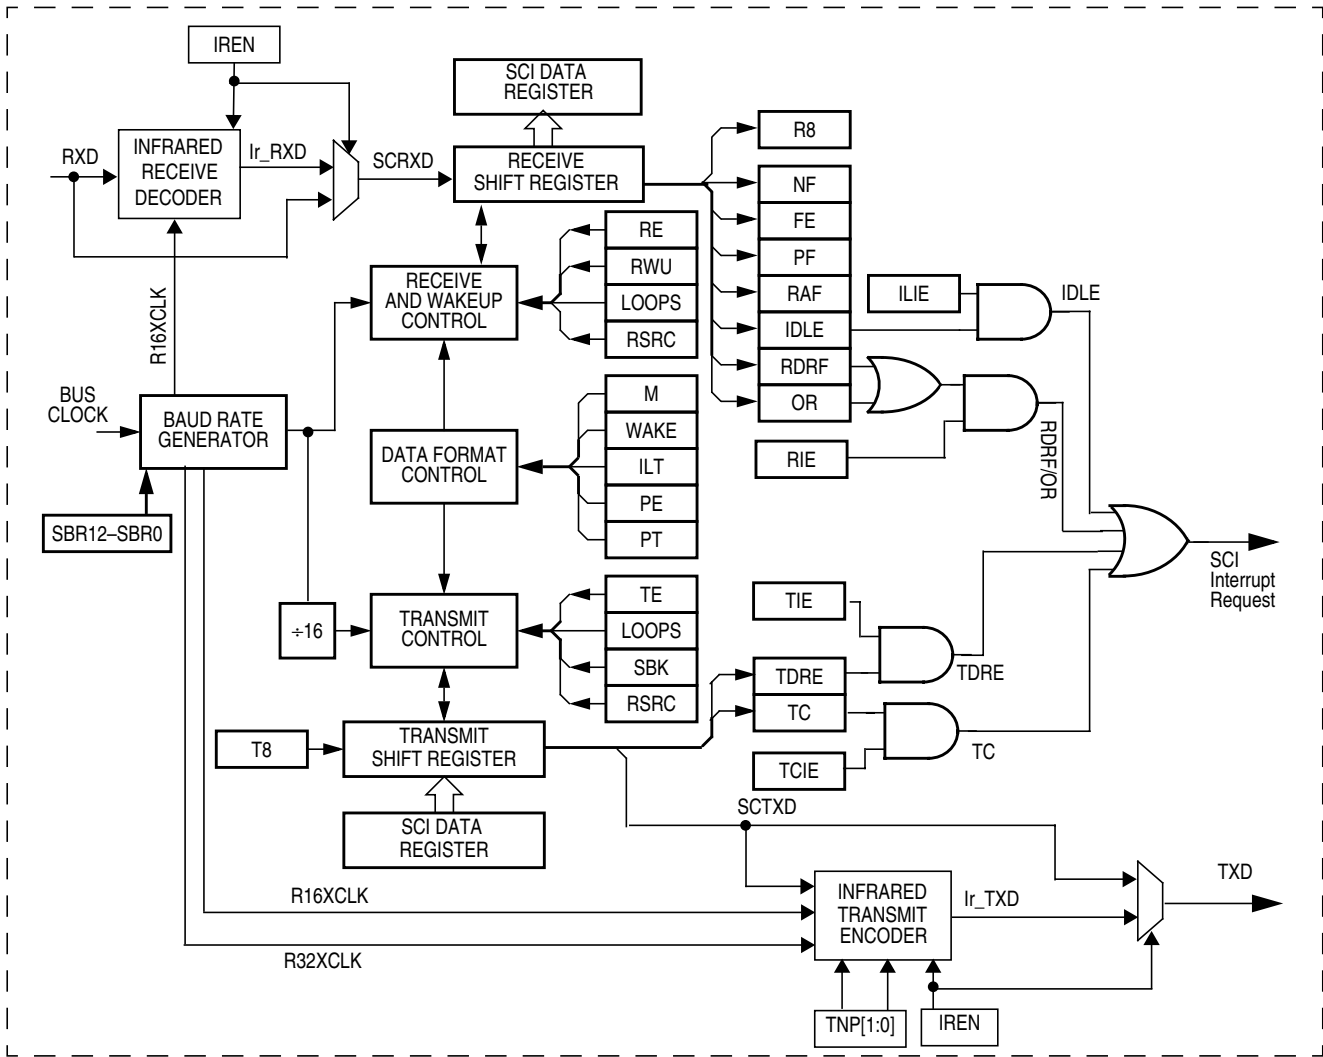 IREN
SCI DATA
REGISTER
RXD
INFRARED
RECEIVE
DECODER
Ir_RXD
SCRXD
RECEIVE
SHIFT REGISTER
R8
NF
FE
PF
RAF
IDLE
RDRF
OR
RE
RWU
LOOPS
RSRC
RECEIVE
AND WAKEUP
CONTROL
ILIE
IDLE
R16XCLK
BUS
CLOCK
BAUD RATE
GENERATOR
DATA FORMAT
CONTROL
M
WAKE
ILT
PE
PT
RIE
RDRF/OR
SBR12–SBR0
SCI
Interrupt
Request
÷16
TRANSMIT
CONTROL
TE
LOOPS
SBK
RSRC
TIE
TDRE
TC
TCIE
TDRE
TC
T8
TRANSMIT
SHIFT REGISTER
SCI DATA
REGISTER
SCTXD
R16XCLK
R32XCLK
INFRARED
TRANSMIT
ENCODER
Ir_TXD
TXD
TNP[1:0]
IREN